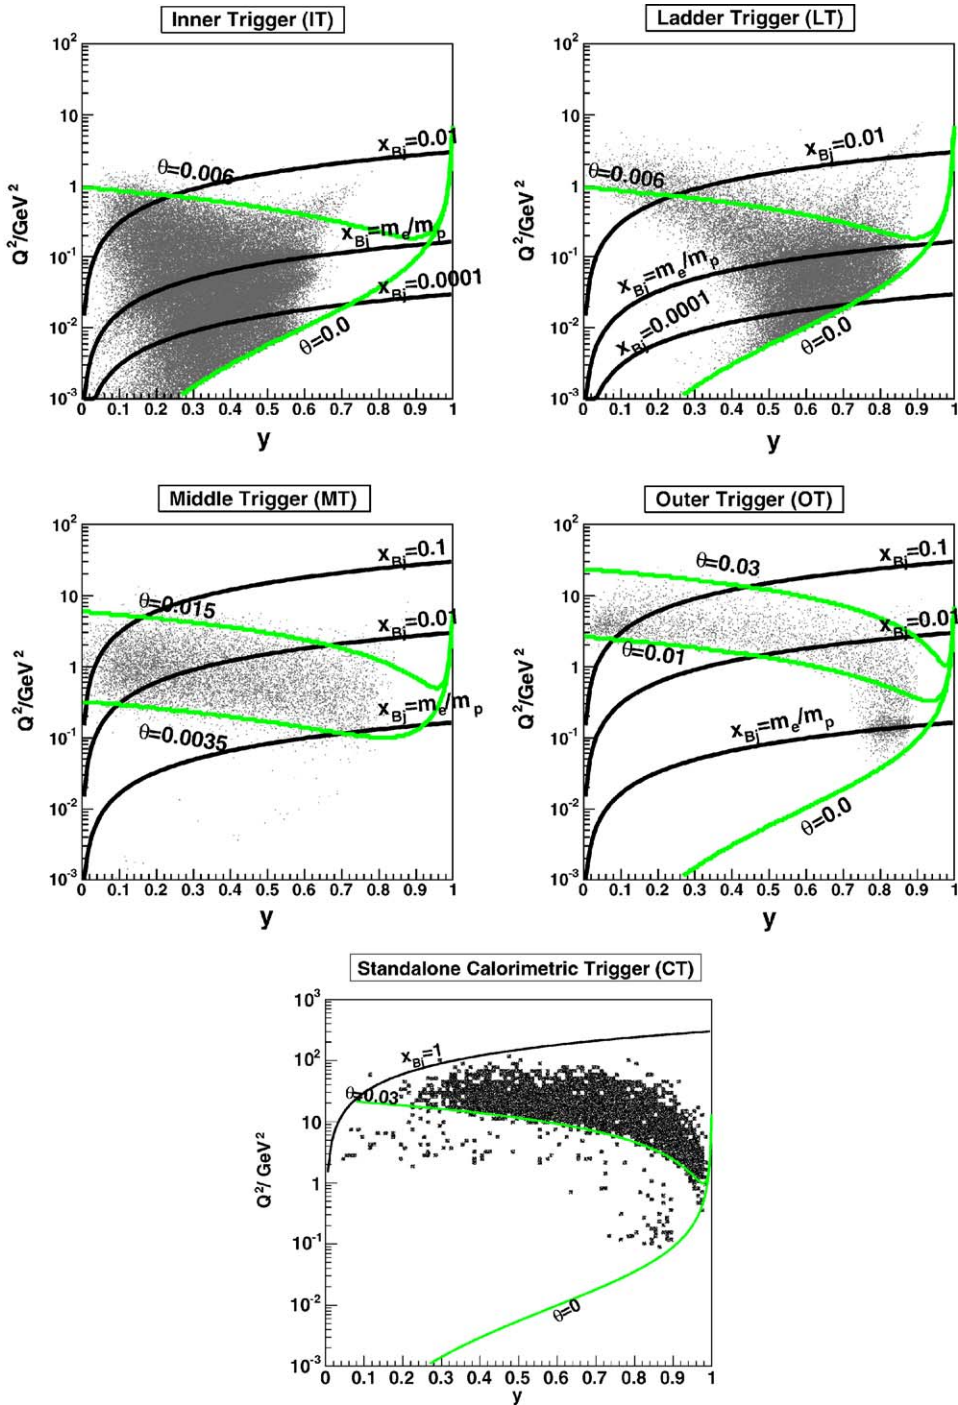 Inner Trigger (IT)
Q²/GeV²
10²
10
1
10⁻¹
10⁻²
10⁻³
x_Bj=0.01
θ=0.006
x_Bj=m_e/m_p
x_Bj=0.0001
θ=0.0
0 0.1 0.2 0.3 0.4 0.5 0.6 0.7 0.8 0.9 1
y
Ladder Trigger (LT)
Q²/GeV²
10²
10
1
10⁻¹
10⁻²
10⁻³
x_Bj=0.01
θ=0.006
x_Bj=m_e/m_p
x_Bj=0.0001
θ=0.0
0 0.1 0.2 0.3 0.4 0.5 0.6 0.7 0.8 0.9 1
y
Middle Trigger (MT)
Q²/GeV²
10²
10
1
10⁻¹
10⁻²
10⁻³
x_Bj=0.1
θ=0.015
x_Bj=0.01
x_Bj=m_e/m_p
θ=0.0035
0 0.1 0.2 0.3 0.4 0.5 0.6 0.7 0.8 0.9 1
y
Outer Trigger (OT)
Q²/GeV²
10²
10
1
10⁻¹
10⁻²
10⁻³
x_Bj=0.1
θ=0.03
x_Bj=0.01
θ=0.01
x_Bj=m_e/m_p
θ=0.0
0 0.1 0.2 0.3 0.4 0.5 0.6 0.7 0.8 0.9 1
y
Standalone Calorimetric Trigger (CT)
Q²/ GeV²
10³
10²
10
1
10⁻¹
10⁻²
10⁻³
x_Bj=1
θ=0.03
θ=0
0 0.1 0.2 0.3 0.4 0.5 0.6 0.7 0.8 0.9 1
y